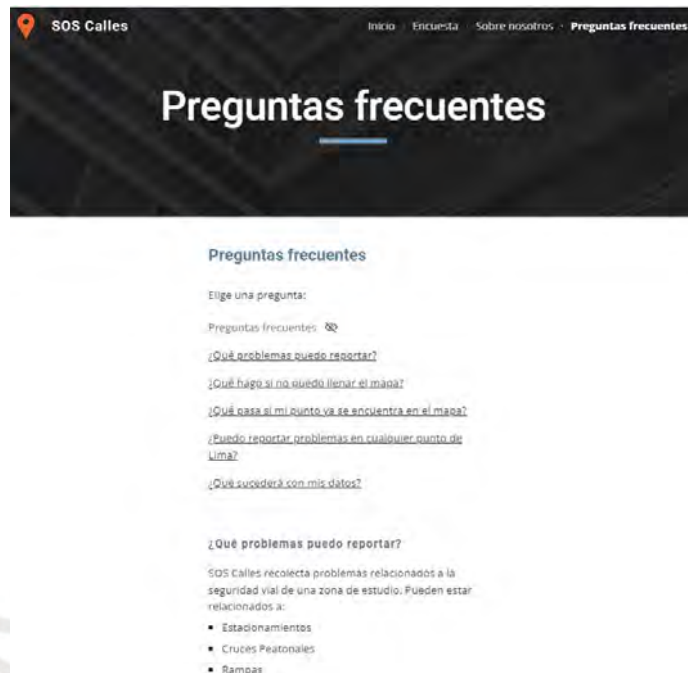 SOS Calles
Inicio Encuesta Sobre nosotros Preguntas frecuentes
Preguntas frecuentes
Preguntas frecuentes
Elige una pregunta:
Preguntas frecuentes
¿Qué problemas puedo reportar?
¿Qué hago si no puedo llenar el mapa?
¿Qué pasa si mi punto ya se encuentra en el mapa?
¿Puedo reportar problemas en cualquier punto de
Lima?
¿Qué sucederá con mis datos?
¿Qué problemas puedo reportar?
SOS Calles recolecta problemas relacionados a la
seguridad vial de una zona de estudio. Pueden estar
relacionados a:
▪ Estacionamientos
▪ Cruces Peatonales
▪ Rampas